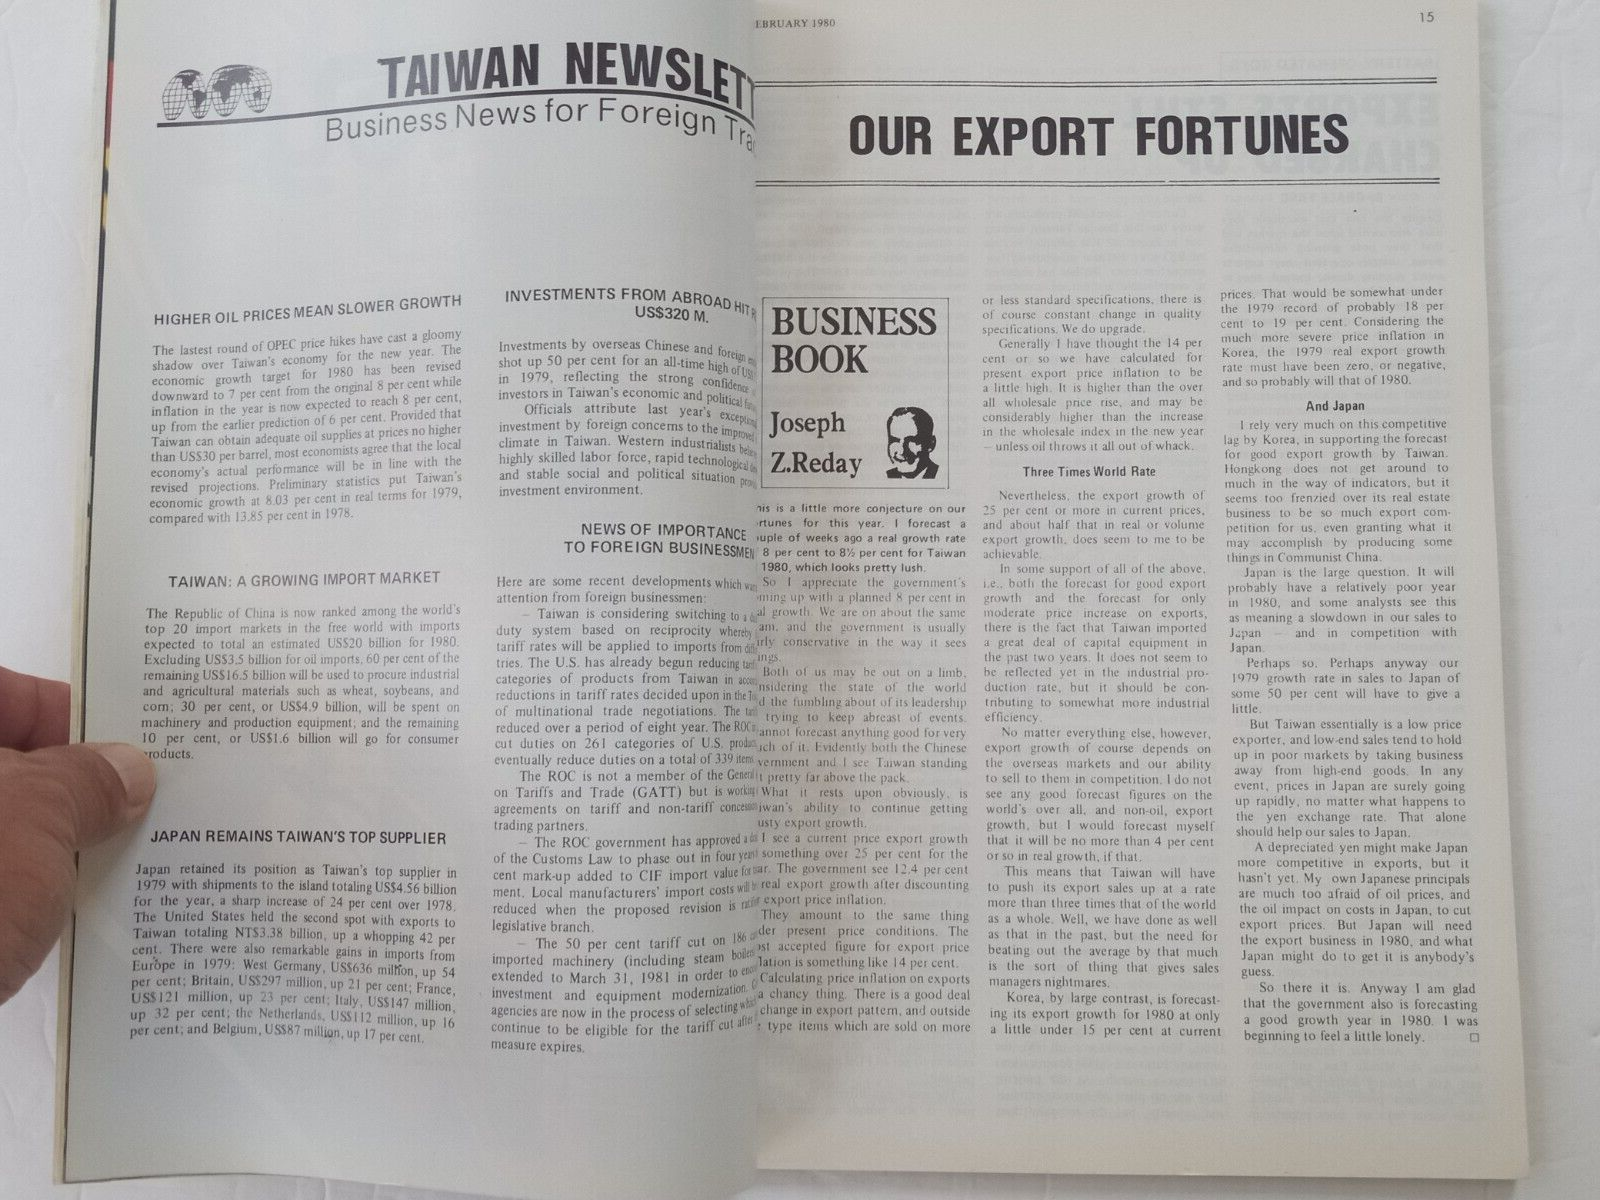 TAIWAN NEWSLETT
Business News for Foreign Tra
HIGHER OIL PRICES MEAN SLOWER GROWTH
The lastest round of OPEC price hikes have cast a gloomy
shadow over Taiwan's economy for the new year. The
economic growth target for 1980 has been revised
downward to 7 per cent from the original 8 per cent while
inflation in the year is now expected to reach 8 per cent,
up from the earlier prediction of 6 per cent. Provided that
Taiwan can obtain adequate oil supplies at prices no higher
than US$30 per barrel, most economists agree that the local
economy's actual performance will be in line with the
revised projections. Preliminary statistics put Taiwan's
economic growth at 8.03 per cent in real terms for 1979,
compared with 13.85 per cent in 1978.
TAIWAN: A GROWING IMPORT MARKET
The Republic of China is now ranked among the world's
top 20 import markets in the free world with imports
expected to total an estimated US$20 billion for 1980.
Excluding US$3.5 billion for oil imports, 60 per cent of the
remaining US$16.5 billion will be used to procure industrial
and agricultural materials such as wheat, soybeans, and
corn; 30 per cent, or US$4.9 billion, will be spent on
machinery and production equipment; and the remaining
10 per cent, or US$1.6 billion will go for consumer
products.
JAPAN REMAINS TAIWAN'S TOP SUPPLIER
Japan retained its position as Taiwan's top supplier in
1979 with shipments to the island totaling US$4.56 billion
for the year, a sharp increase of 24 per cent over 1978.
The United States held the second spot with exports to
Taiwan totaling NT$3.38 billion, up a whopping 42 per
cent. There were also remarkable gains in imports from
Europe in 1979: West Germany, US$636 million, up 54
per cent; Britain, US$297 million, up 21 per cent; France,
US$121 million, up 23 per cent; Italy, US$147 million,
up 32 per cent; the Netherlands, US$112 million, up 16
per cent; and Belgium, US$87 million, up 17 per cent.
INVESTMENTS FROM ABROAD HIT
US$320 M.
Investments by overseas Chinese and foreign
shot up 50 per cent for an all-time high of
in 1979, reflecting the strong confidence
investors in Taiwan's economic and political
Officials attribute last year's
investment by foreign concerns to the improved
climate in Taiwan. Western industrialists
highly skilled labor force, rapid technological
and stable social and political situation
investment environment.
NEWS OF IMPORTANCE
TO FOREIGN BUSINESSMEN
Here are some recent developments which
attention from foreign businessmen:
– Taiwan is considering switching to a
duty system based on reciprocity whereby
tariff rates will be applied to imports from
tries. The U.S. has already begun reducing
categories of products from Taiwan in
reductions in tariff rates decided upon in the
of multinational trade negotiations. The
reduced over a period of eight year. The ROC
cut duties on 261 categories of U.S.
eventually reduce duties on a total of 339
The ROC is not a member of the General
on Tariffs and Trade (GATT) but is working
agreements on tariff and non-tariff
trading partners.
– The ROC government has approved a
of the Customs Law to phase out in four years
cent mark-up added to CIF import value for
ment. Local manufacturers' import costs will
reduced when the proposed revision is
legislative branch.
– The 50 per cent tariff cut on 186
imported machinery (including steam
extended to March 31, 1981 in order to
investment and equipment modernization.
agencies are now in the process of selecting
continue to be eligible for the tariff cut after
measure expires.
EBRUARY 1980
15
OUR EXPORT FORTUNES
BUSINESS
BOOK
Joseph
Z.Reday
his is a little more conjecture on our
rtunes for this year. I forecast a
uple of weeks ago a real growth rate
8 per cent to 8½ per cent for Taiwan
1980, which looks pretty lush.
So I appreciate the government's
ming up with a planned 8 per cent in
al growth. We are on about the same
am, and the government is usually
irly conservative in the way it sees
ings.
Both of us may be out on a limb,
nsidering the state of the world
d the fumbling about of its leadership
trying to keep abreast of events.
annot forecast anything good for very
uch of it. Evidently both the Chinese
vernment and I see Taiwan standing
t pretty far above the pack.
What it rests upon obviously, is
iwan's ability to continue getting
usty export growth.
I see a current price export growth
something over 25 per cent for the
ar. The government see 12.4 per cent
real export growth after discounting
export price inflation.
They amount to the same thing
der present price conditions. The
ost accepted figure for export price
lation is something like 14 per cent.
Calculating price inflation on exports
a chancy thing. There is a good deal
change in export pattern, and outside
type items which are sold on more
or less standard specifications, there is
of course constant change in quality
specifications. We do upgrade.
Generally I have thought the 14 per
cent or so we have calculated for
present export price inflation to be
a little high. It is higher than the over
all wholesale price rise, and may be
considerably higher than the increase
in the wholesale index in the new year
– unless oil throws it all out of whack.
Three Times World Rate
Nevertheless, the export growth of
25 per cent or more in current prices,
and about half that in real or volume
export growth, does seem to me to be
achievable.
In some support of all of the above,
i.e., both the forecast for good export
growth and the forecast for only
moderate price increase on exports,
there is the fact that Taiwan imported
a great deal of capital equipment in
the past two years. It does not seem to
be reflected yet in the industrial pro-
duction rate, but it should be con-
tributing to somewhat more industrial
efficiency.
No matter everything else, however,
export growth of course depends on
the overseas markets and our ability
to sell to them in competition. I do not
see any good forecast figures on the
world's over all, and non-oil, export
growth, but I would forecast myself
that it will be no more than 4 per cent
or so in real growth, if that.
This means that Taiwan will have
to push its export sales up at a rate
more than three times that of the world
as a whole. Well, we have done as well
as that in the past, but the need for
beating out the average by that much
is the sort of thing that gives sales
managers nightmares.
Korea, by large contrast, is forecast-
ing its export growth for 1980 at only
a little under 15 per cent at current
prices. That would be somewhat under
the 1979 record of probably 18 per
cent to 19 per cent. Considering the
much more severe price inflation in
Korea, the 1979 real export growth
rate must have been zero, or negative,
and so probably will that of 1980.
And Japan
I rely very much on this competitive
lag by Korea, in supporting the forecast
for good export growth by Taiwan.
Hongkong does not get around to
much in the way of indicators, but it
seems too frenzied over its real estate
business to be so much export com-
petition for us, even granting what it
may accomplish by producing some
things in Communist China.
Japan is the large question. It will
probably have a relatively poor year
in 1980, and some analysts see this
as meaning a slowdown in our sales to
Japan – and in competition with
Japan.
Perhaps so. Perhaps anyway our
1979 growth rate in sales to Japan of
some 50 per cent will have to give a
little.
But Taiwan essentially is a low price
exporter, and low-end sales tend to hold
up in poor markets by taking business
away from high-end goods. In any
event, prices in Japan are surely going
up rapidly, no matter what happens to
the yen exchange rate. That alone
should help our sales to Japan.
A depreciated yen might make Japan
more competitive in exports, but it
hasn't yet. My own Japanese principals
are much too afraid of oil prices, and
the oil impact on costs in Japan, to cut
export prices. But Japan will need
the export business in 1980, and what
Japan might do to get it is anybody's
guess.
So there it is. Anyway I am glad
that the government also is forecasting
a good growth year in 1980. I was
beginning to feel a little lonely. □